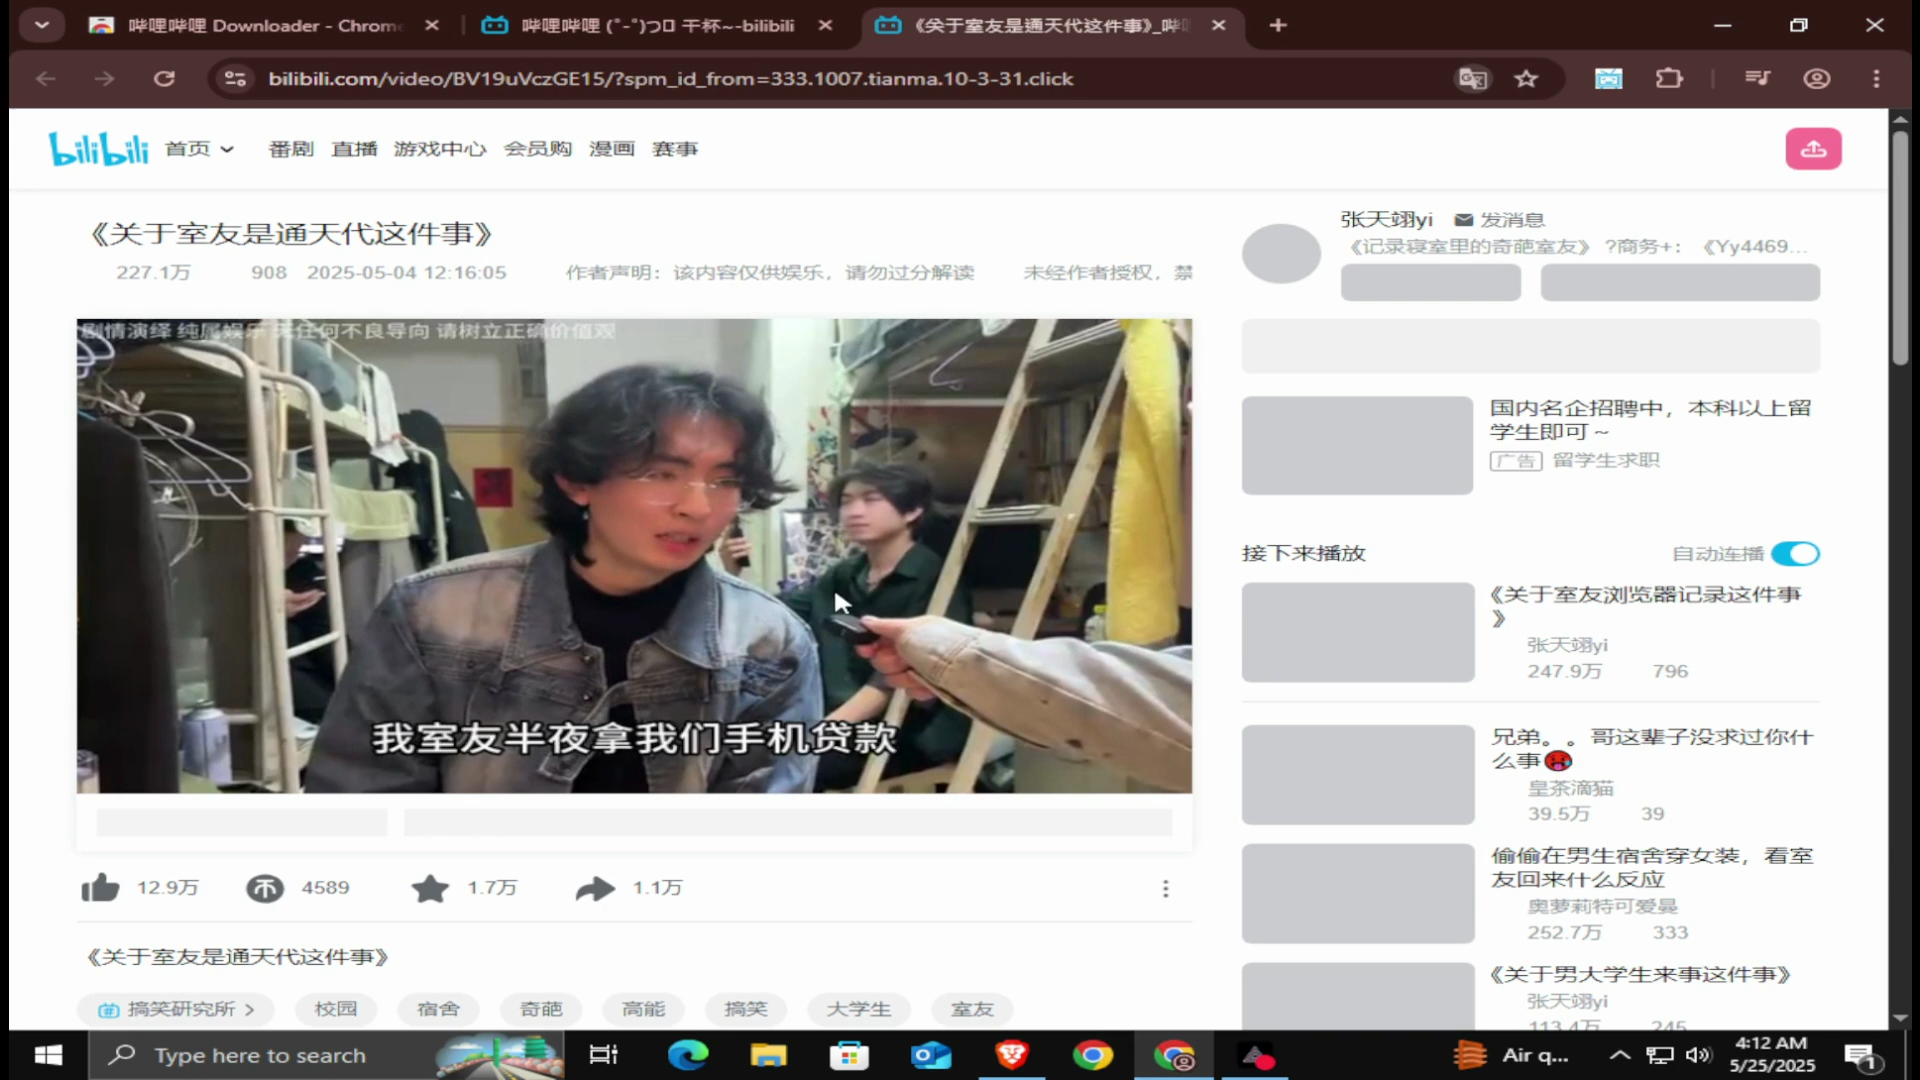 哔哩哔哩 Downloader - Chrom
哔哩哔哩 (゜-゜)つロ 干杯~-bilibili
《关于室友是通天代这件事》_哔
bilibili.com/video/BV19uVczGE15/?spm_id_from=333.1007.tianma.10-3-31.click
bilibili
首页
番剧
直播
游戏中心
会员购
漫画
赛事
《关于室友是通天代这件事》
227.1万
908
2025-05-04 12:16:05
作者声明：该内容仅供娱乐，请勿过分解读
未经作者授权，禁
剧情演绎 纯属娱乐 无任何不良导向 请树立正确价值观
我室友半夜拿我们手机贷款
12.9万
4589
1.7万
1.1万
《关于室友是通天代这件事》
搞笑研究所 >
校园
宿舍
奇葩
高能
搞笑
大学生
室友
张天翊yi
发消息
《记录寝室里的奇葩室友》 ?商务+: 《Yy4469...
国内名企招聘中，本科以上留
学生即可～
广告
留学生求职
接下来播放
自动连播
《关于室友浏览器记录这件事
》
张天翊yi
247.9万
796
兄弟。。哥这辈子没求过你什
么事🥵
皇茶滴猫
39.5万
39
偷偷在男生宿舍穿女装，看室
友回来什么反应
奥萝莉特可爱曼
252.7万
333
《关于男大学生来事这件事》
张天翊yi
113.4万
245
Type here to search
Air q...
4:12 AM
5/25/2025
1